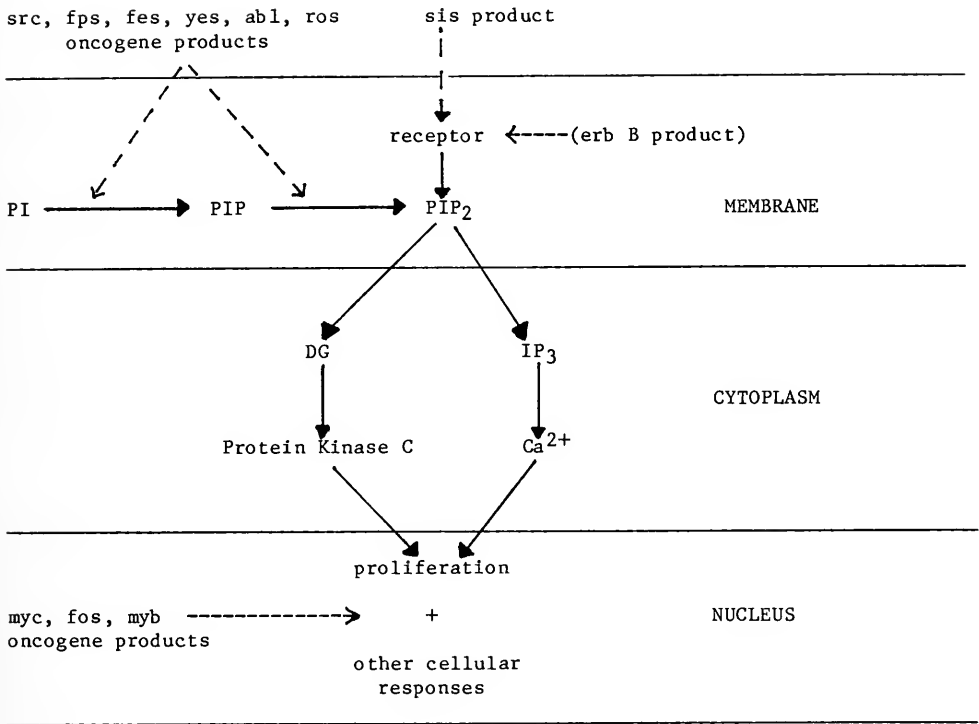 src, fps, fes, yes, abl, ros
oncogene products
sis product
receptor
(erb B product)
PI
PIP
PIP2
MEMBRANE
DG
IP3
CYTOPLASM
Protein Kinase C
Ca2+
proliferation
myc, fos, myb
oncogene products
+
NUCLEUS
other cellular
responses